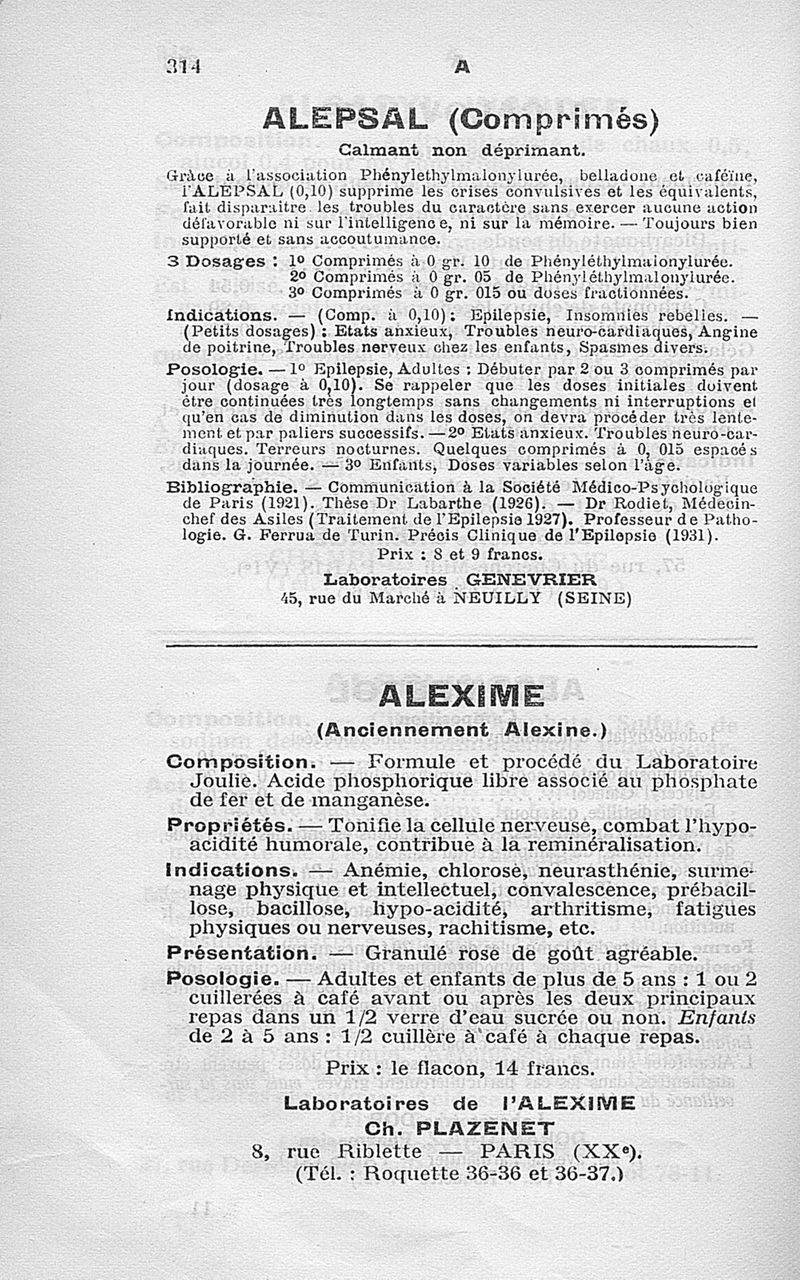 314
A
ALEPSAL (Comprimés)
Calmant non déprimant.
Grâce à l'association Phénylethylmalonylurée, belladone et caféine,
l'ALEPSAL (0,10) supprime les crises convulsives et les équivalents,
fait disparaitre les troubles du caractère sans exercer aucune action
défavorable ni sur l'intelligence, ni sur la mémoire. — Toujours bien
supporté et sans accoutumance.
3 Dosages : 1º Comprimés à 0 gr. 10 de Phényléthylmalonylurée.
2º Comprimés à 0 gr. 05 de Phényléthylmalonylurée.
3º Comprimés à 0 gr. 015 ou doses fractionnées.
Indications. — (Comp. à 0,10): Epilepsie, Insomnies rebelles. —
(Petits dosages) : Etats anxieux, Troubles neuro-cardiaques, Angine
de poitrine, Troubles nerveux chez les enfants, Spasmes divers.
Posologie. — 1º Epilepsie, Adultes : Débuter par 2 ou 3 comprimés par
jour (dosage à 0,10). Se rappeler que les doses initiales doivent
être continuées très longtemps sans changements ni interruptions et
qu'en cas de diminution dans les doses, on devra procéder très lente-
ment et par paliers successifs. — 2º Etats anxieux. Troubles neuro-car-
diaques. Terreurs nocturnes. Quelques comprimés à 0, 015 espacés
dans la journée. — 3º Enfants, Doses variables selon l'âge.
Bibliographie. — Communication à la Société Médico-Psychologique
de Paris (1921). Thèse Dr Labarthe (1926). — Dr Rodiet, Médecin-
chef des Asiles (Traitement de l'Epilepsie 1927). Professeur de Patho-
logie. G. Ferrua de Turin. Précis Clinique de l'Epilepsie (1931).
Prix : 8 et 9 francs.
Laboratoires GENEVRIER
45, rue du Marché à NEUILLY (SEINE)
ALEXIME
(Anciennement Alexine.)
Composition. — Formule et procédé du Laboratoire
Joulie. Acide phosphorique libre associé au phosphate
de fer et de manganèse.
Propriétés. — Tonifie la cellule nerveuse, combat l'hypo-
acidité humorale, contribue à la reminéralisation.
Indications. — Anémie, chlorose, neurasthénie, surme-
nage physique et intellectuel, convalescence, prébacil-
lose, bacillose, hypo-acidité, arthritisme, fatigues
physiques ou nerveuses, rachitisme, etc.
Présentation. — Granulé rose de goût agréable.
Posologie. — Adultes et enfants de plus de 5 ans : 1 ou 2
cuillerées à café avant ou après les deux principaux
repas dans un 1/2 verre d'eau sucrée ou non. Enfants
de 2 à 5 ans : 1/2 cuillère à café à chaque repas.
Prix : le flacon, 14 francs.
Laboratoires de l'ALEXIME
Ch. PLAZENET
8, rue Riblette — PARIS (XXe).
(Tél. : Roquette 36-36 et 36-37.)